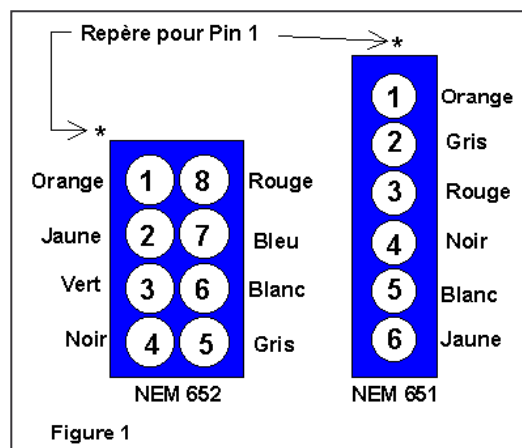 Repère pour Pin 1
*
*
Orange 1 8 Rouge
Jaune 2 7 Bleu
Vert 3 6 Blanc
Noir 4 5 Gris
NEM 652
1 Orange
2 Gris
3 Rouge
4 Noir
5 Blanc
6 Jaune
NEM 651
Figure 1